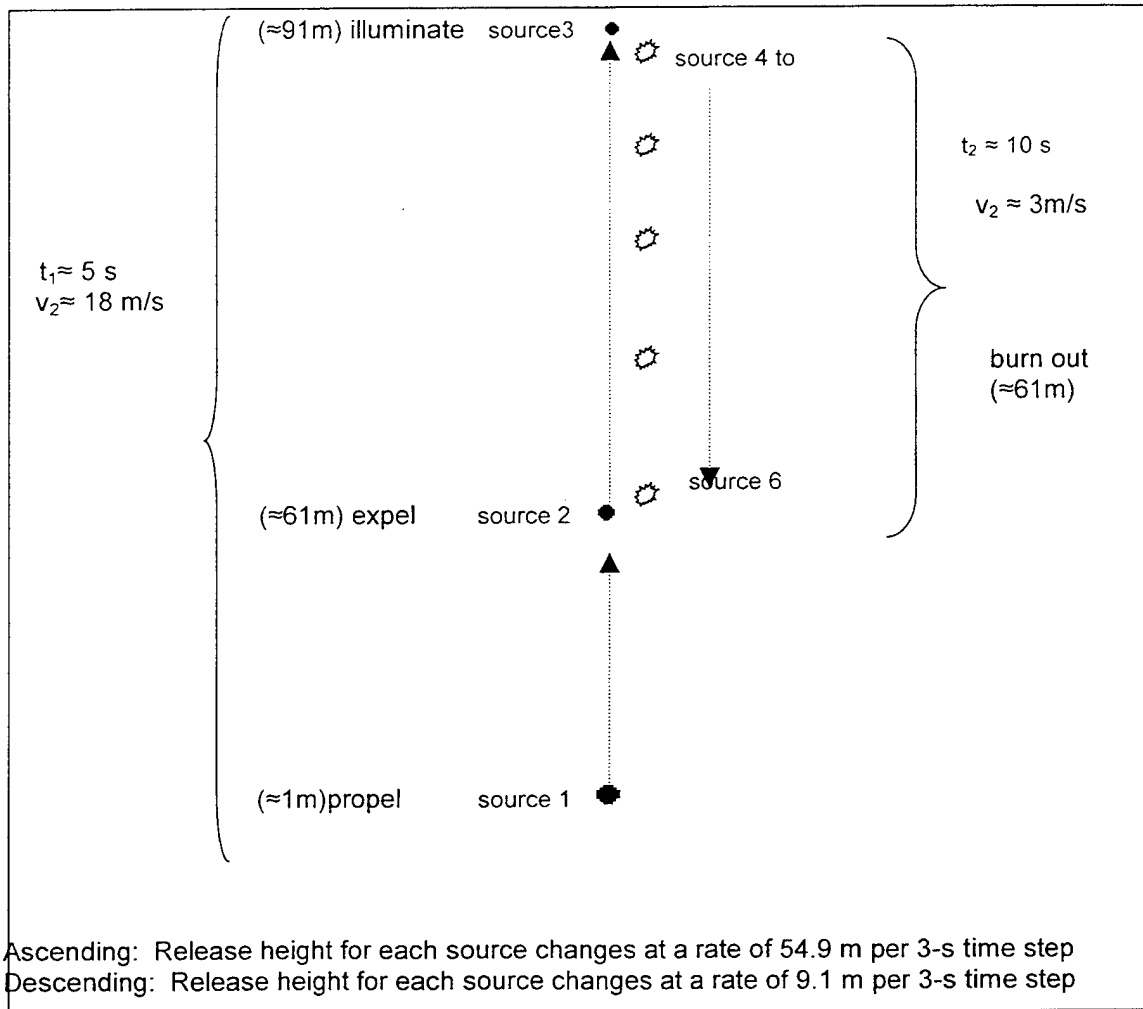 (≈91m) illuminate source3
source 4 to
t₂ ≈ 10 s
v₂ ≈ 3m/s
t₁≈ 5 s
v₂≈ 18 m/s
burn out
(≈61m)
source 6
(≈61m) expel source 2
(≈1m)propel source 1
Ascending: Release height for each source changes at a rate of 54.9 m per 3-s time step
Descending: Release height for each source changes at a rate of 9.1 m per 3-s time step